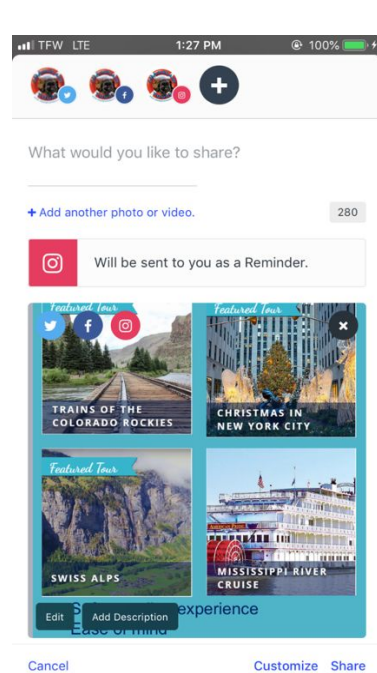 TFW LTE 1:27 PM 100%
What would you like to share?
+ Add another photo or video. 280
Will be sent to you as a Reminder.
Featured Tour Featured Tour
TRAINS OF THE
COLORADO ROCKIES
CHRISTMAS IN
NEW YORK CITY
Featured Tour
SWISS ALPS
MISSISSIPPI RIVER
CRUISE
Edit Add Description experience
Ease of mind
Cancel Customize Share